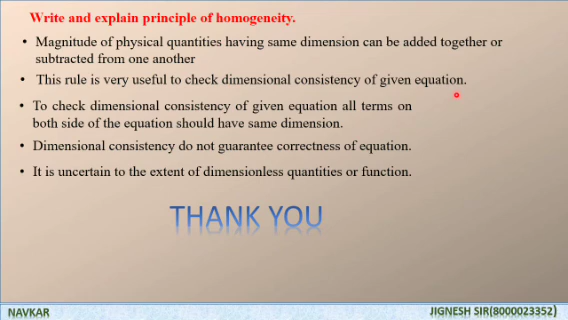 Write and explain principle of homogeneity.
• Magnitude of physical quantities having same dimension can be added together or
subtracted from one another
• This rule is very useful to check dimensional consistency of given equation.
• To check dimensional consistency of given equation all terms on
both side of the equation should have same dimension.
• Dimensional consistency do not guarantee correctness of equation.
• It is uncertain to the extent of dimensionless quantities or function.
THANK YOU
NAVKAR
JIGNESH SIR(8000023352)